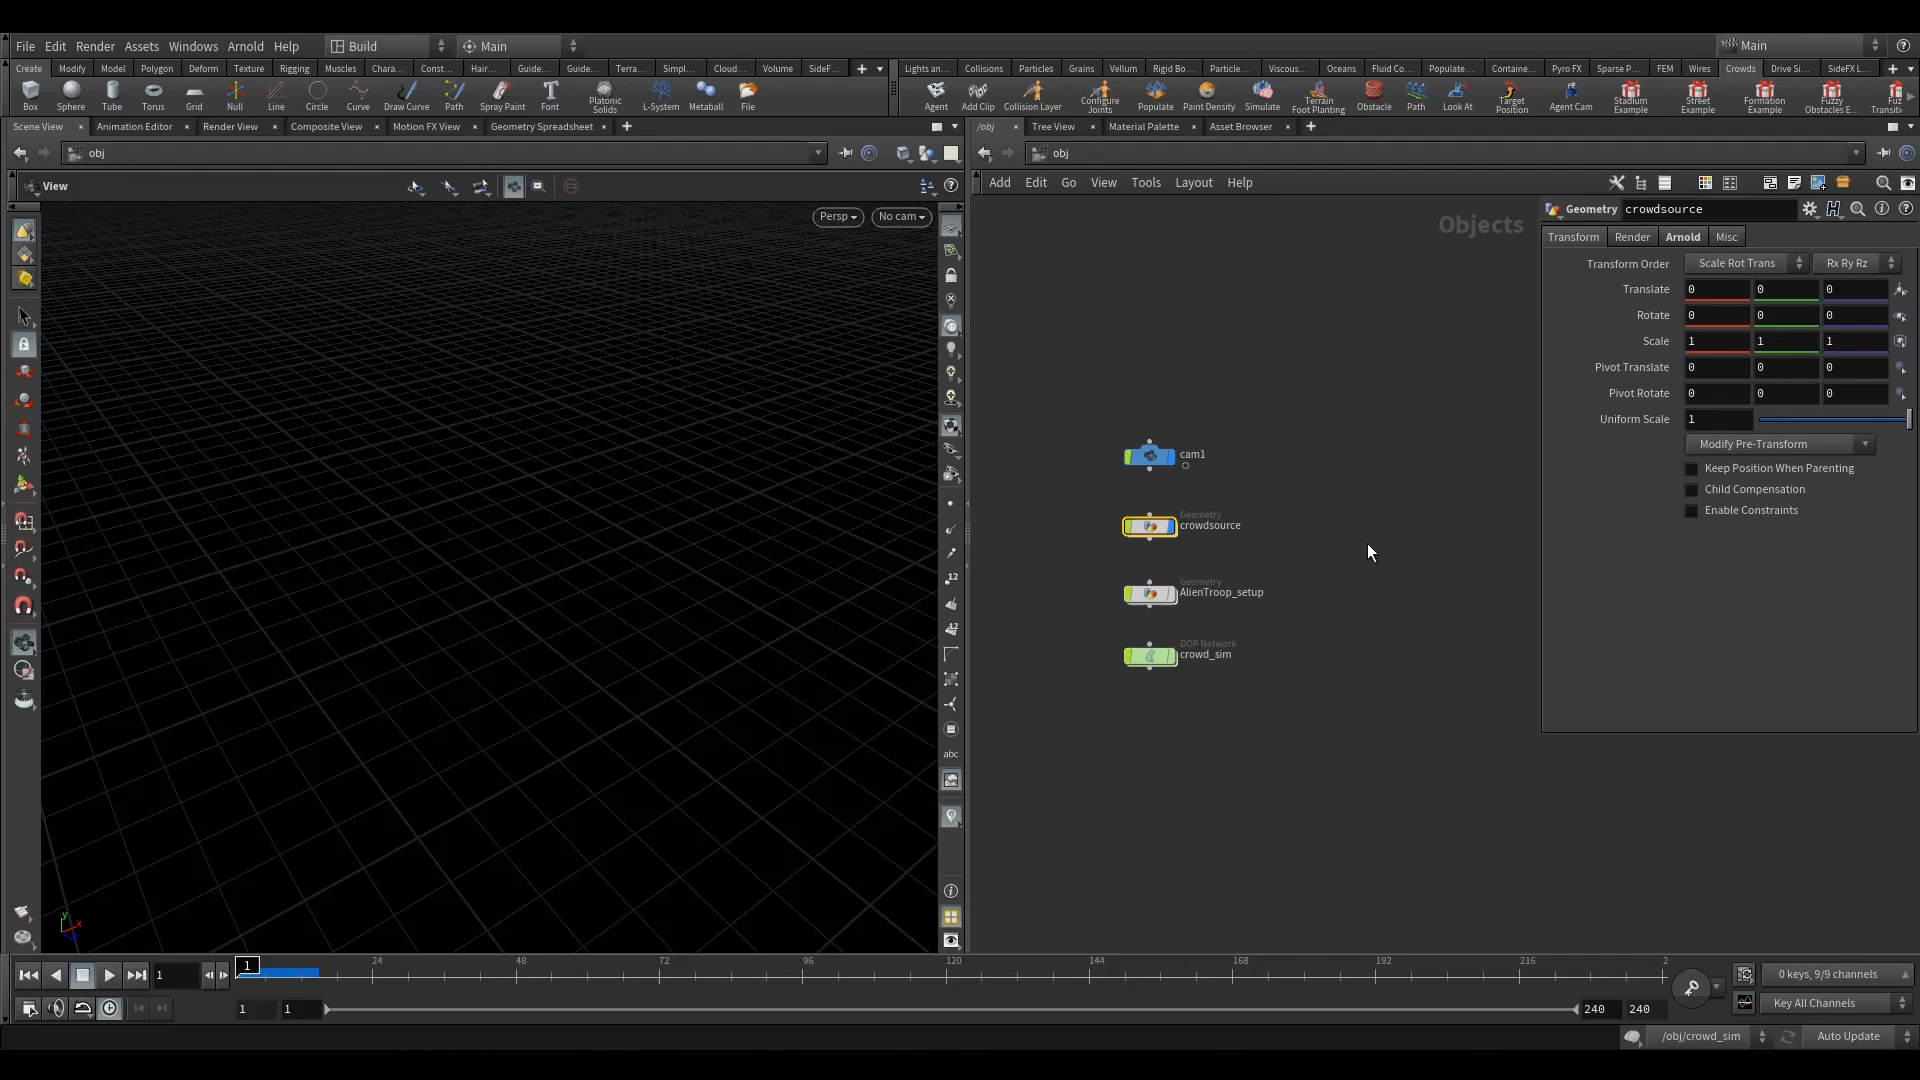 File Edit Render Assets Windows Arnold Help Build Main Main
Create Modify Model Polygon Deform Texture Rigging Muscles Chara... Const... Hair... Guide... Guide... Terra... Simpl... Cloud... Volume SideF... Lights an... Collisions Particles Grains Vellum Rigid Bo... Particle... Viscous... Oceans Fluid Co... Populate... Containe... Pyro FX Sparse P... FEM Wires Crowds Drive Si... SideFX L...
Box Sphere Tube Torus Grid Null Line Circle Curve Draw Curve Path Spray Paint Font Platonic Solids L-System Metaball File Agent Add Clip Collision Layer Configure Joints Populate Paint Density Simulate Terrain Foot Planting Obstacle Path Look At Target Position Agent Cam Stadium Example Street Example Formation Example Fuzzy Obstacles E... Fuz Transiti
Scene View Animation Editor Render View Composite View Motion FX View Geometry Spreadsheet /obj Tree View Material Palette Asset Browser
obj obj
View Add Edit Go View Tools Layout Help
Persp No cam Objects
Geometry crowdsource
Transform Render Arnold Misc
Transform Order Scale Rot Trans Rx Ry Rz
Translate 0 0 0
Rotate 0 0 0
Scale 1 1 1
Pivot Translate 0 0 0
Pivot Rotate 0 0 0
Uniform Scale 1
Modify Pre-Transform
Keep Position When Parenting
Child Compensation
Enable Constraints
cam1
Geometry
crowdsource
Geometry
AlienTroop_setup
DOP Network
crowd_sim
12
12
abc
y x
1 1 24 48 72 96 120 144 168 192 216 2
0 keys, 9/9 channels
1 1 240 240 Key All Channels
/obj/crowd_sim Auto Update